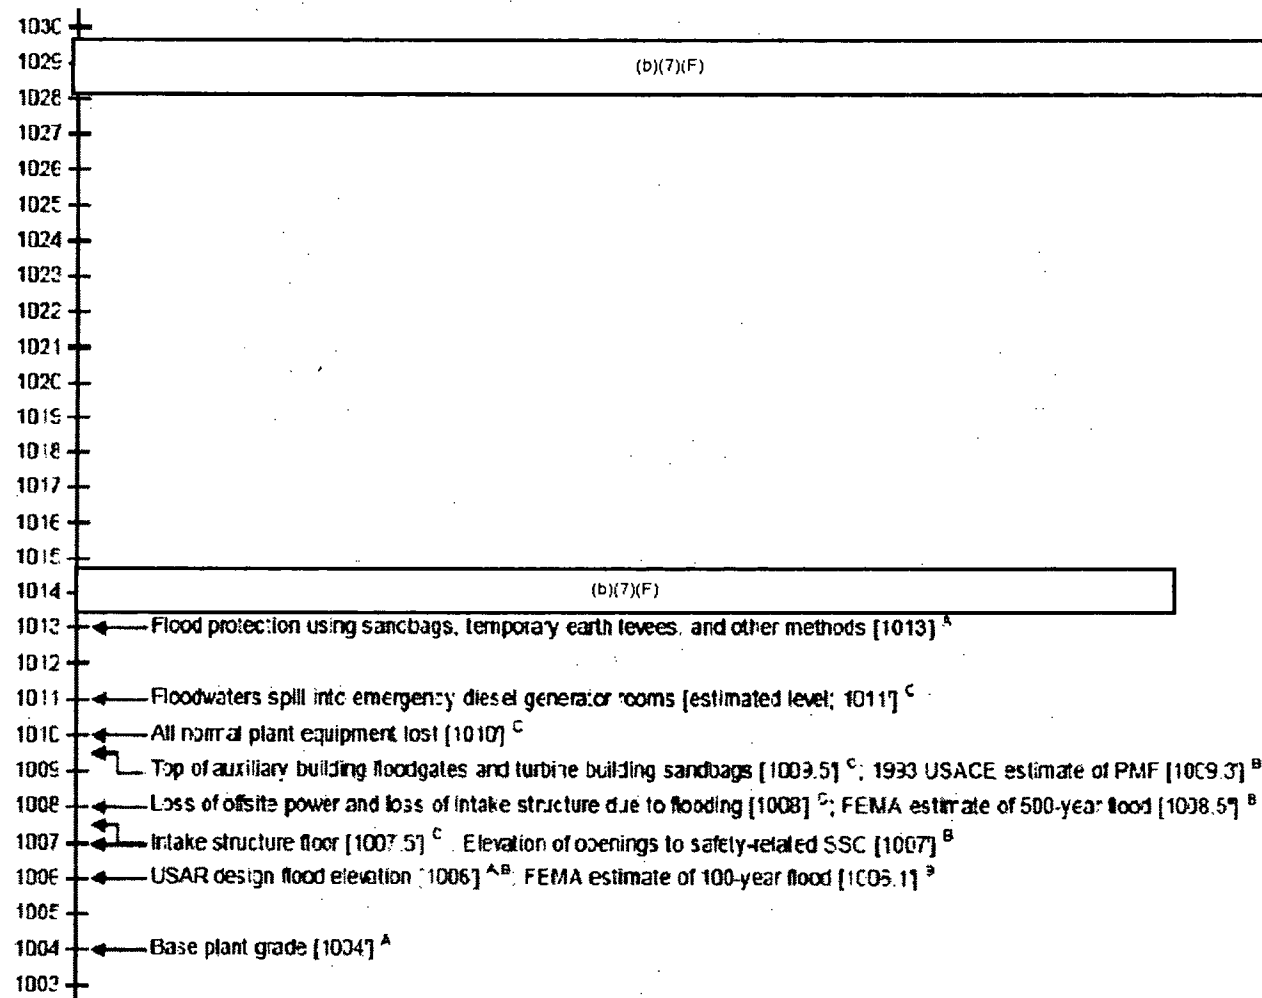 1030
1029 (b)(7)(F)
1028
1027
1026
1025
1024
1023
1022
1021
1020
1019
1018
1017
1016
1015
1014 (b)(7)(F)
1013 Flood protection using sandbags, temporary earth levees, and other methods [1013] A
1012
1011 Floodwaters spill into emergency diesel generator rooms [estimated level; 1011] C
1010 All normal plant equipment lost [1010] C
1009 Top of auxiliary building floodgates and turbine building sandbags [1009.5] C; 1993 USACE estimate of PMF [1009.3] B
1008 Loss of offsite power and loss of intake structure due to flooding [1008] C; FEMA estimate of 500-year flood [1008.5] B
1007 Intake structure floor [1007.5] C. Elevation of openings to safety-related SSC [1007] B
1006 USAR design flood elevation [1006] A,B; FEMA estimate of 100-year flood [1006.1] B
1005
1004 Base plant grade [1004] A
1003